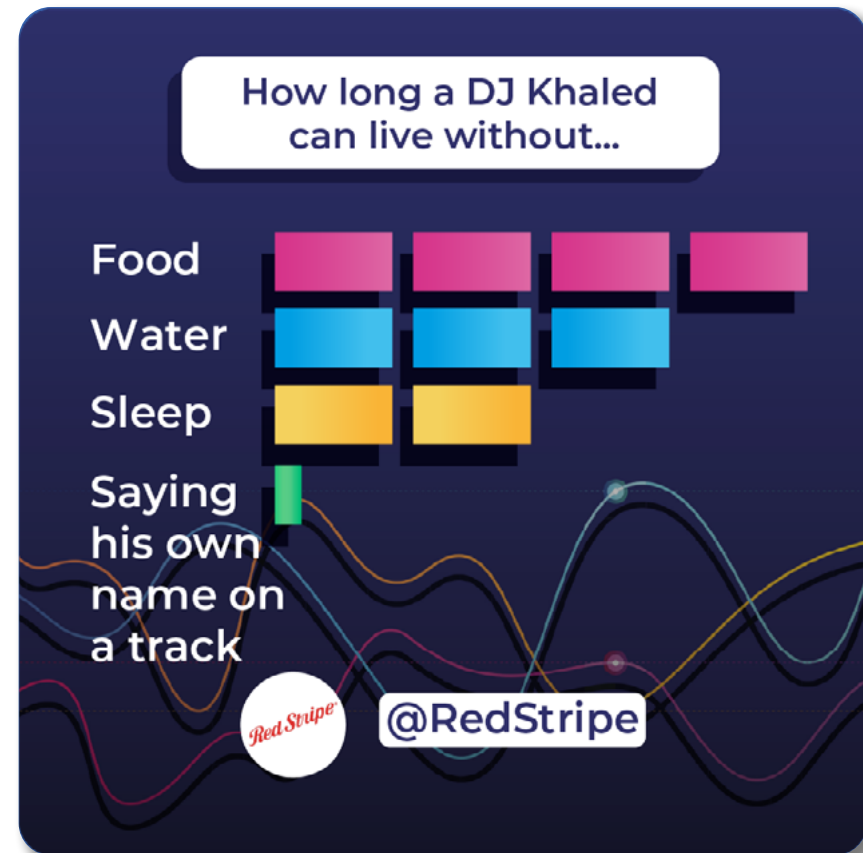 How long a DJ Khaled
can live without...
Food
Water
Sleep
Saying
his own
name on
a track
Red Stripe
@RedStripe